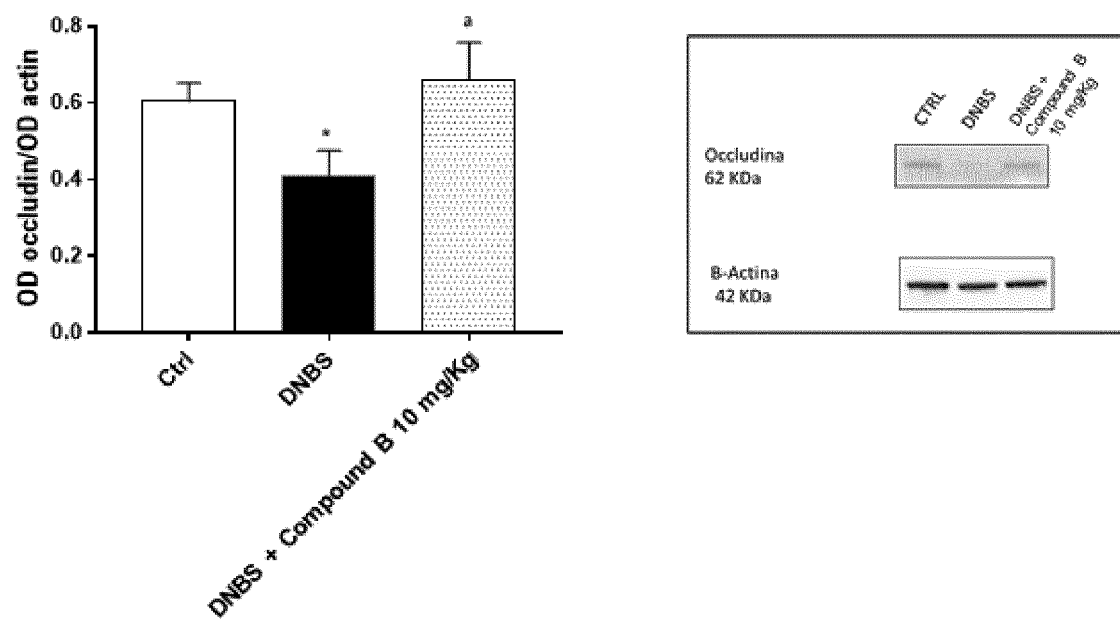 OD occludin/OD actin
0.8
0.6
0.4
0.2
0.0
*
a
Ctrl
DNBS
DNBS + Compound B 10 mg/Kg
CTRL
DNBS
DNBS +
Compound B
10 mg/Kg
Occludina
62 KDa
B-Actina
42 KDa